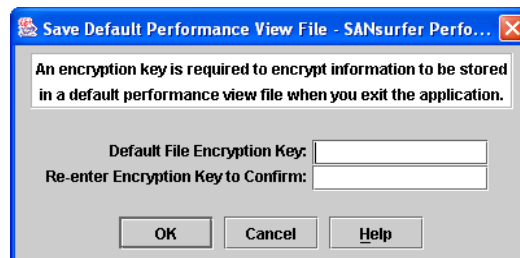 Save Default Performance View File - SANsurfer Perfo...
An encryption key is required to encrypt information to be stored
in a default performance view file when you exit the application.
Default File Encryption Key:
Re-enter Encryption Key to Confirm:
OK Cancel Help